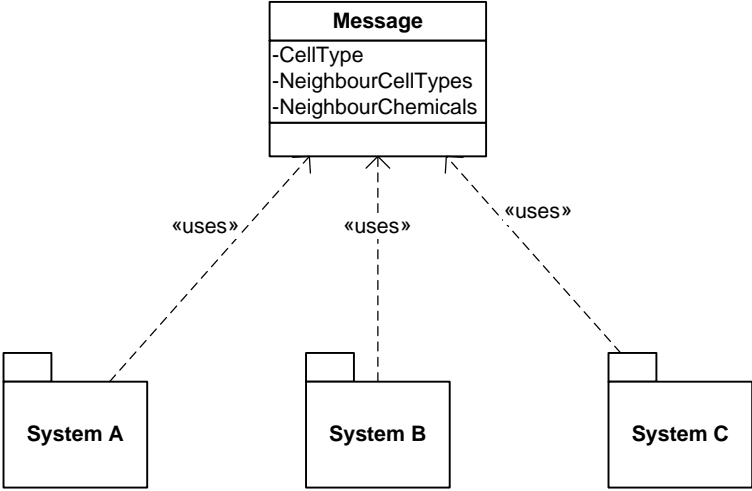 Message
-CellType
-NeighbourCellTypes
-NeighbourChemicals
«uses»
«uses»
«uses»
System A
System B
System C